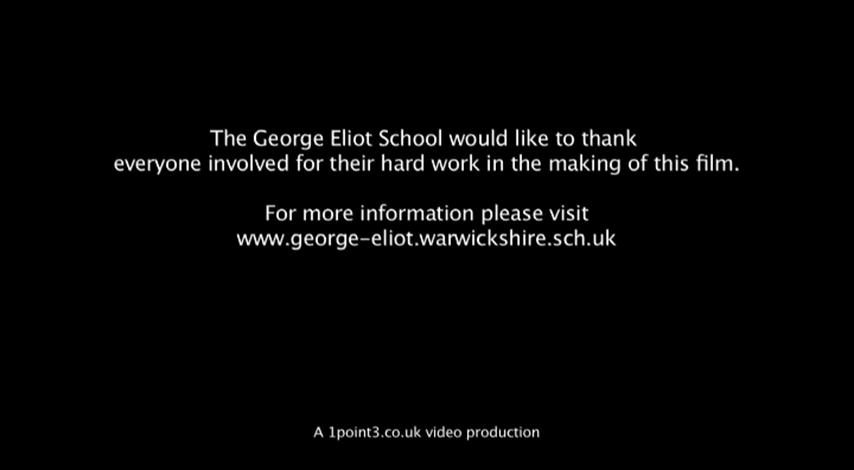 The George Eliot School would like to thank
everyone involved for their hard work in the making of this film.
For more information please visit
www.george-eliot.warwickshire.sch.uk
A 1point3.co.uk video production